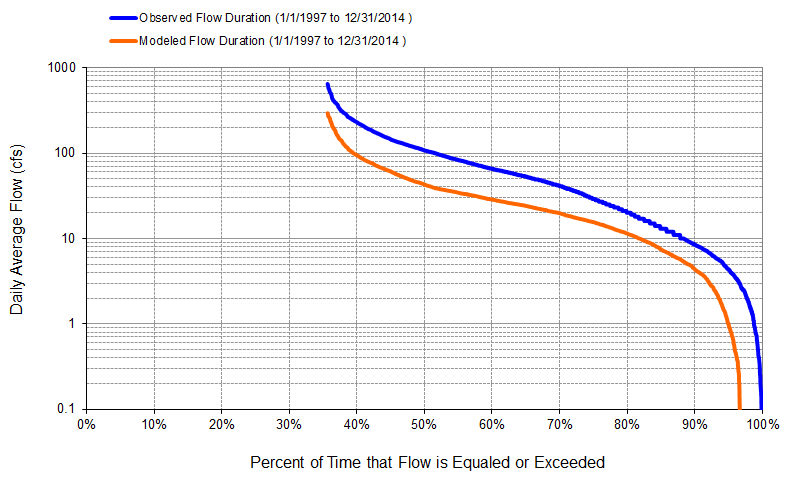 Observed Flow Duration (1/1/1997 to 12/31/2014 )
Modeled Flow Duration (1/1/1997 to 12/31/2014 )
1000
100
10
1
0.1
Daily Average Flow (cfs)
0% 10% 20% 30% 40% 50% 60% 70% 80% 90% 100%
Percent of Time that Flow is Equaled or Exceeded